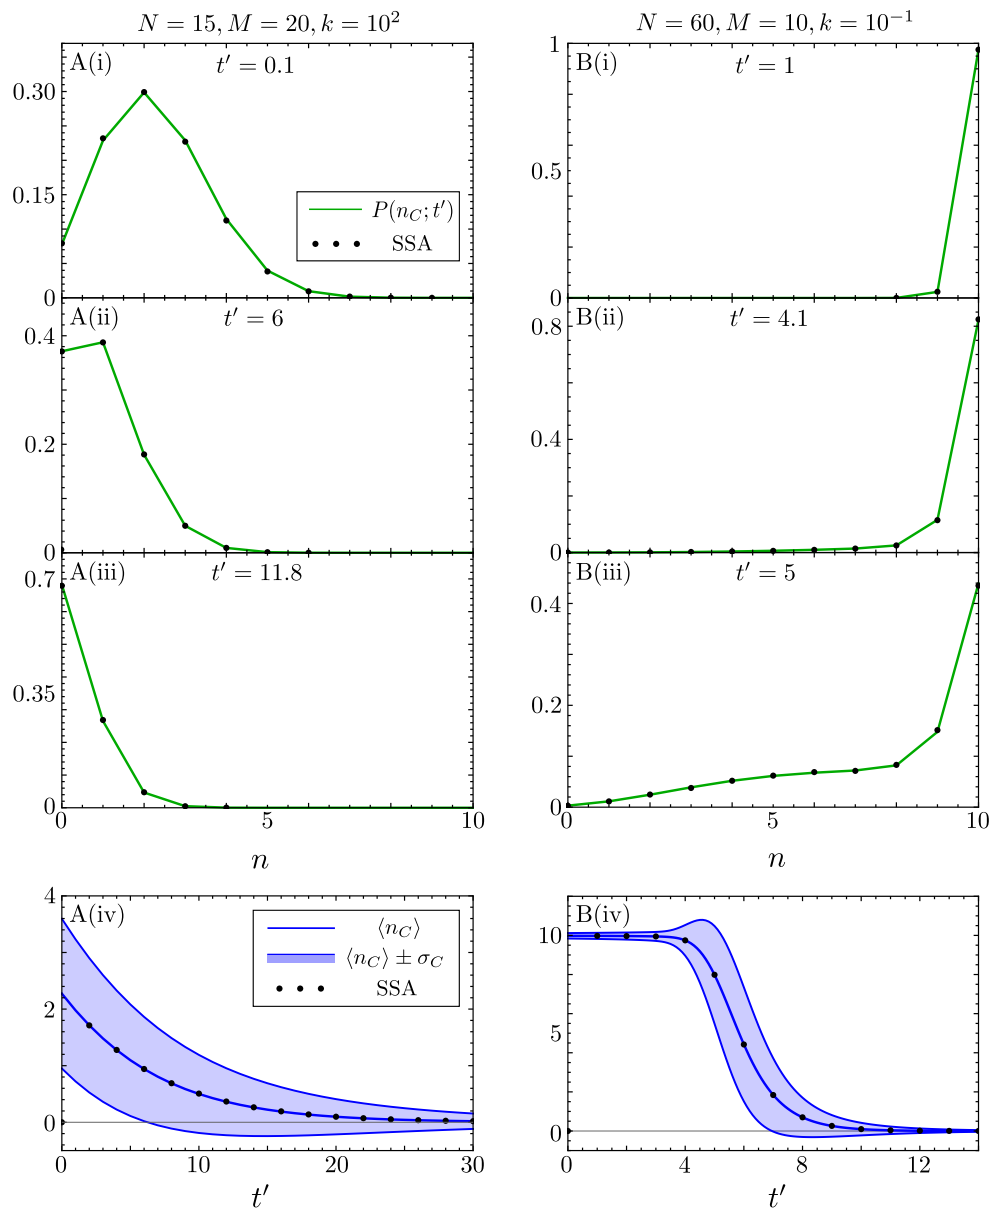 N = 15, M = 20, k = 10²
N = 60, M = 10, k = 10⁻¹
A(i)
t′ = 0.1
0.30
0.15
0
P(n_C; t′)
SSA
B(i)
t′ = 1
1
0.5
0
A(ii)
t′ = 6
0.4
0.2
0
B(ii)
t′ = 4.1
0.8
0.4
0
A(iii)
t′ = 11.8
0.7
0.35
0
0 5 10
n
B(iii)
t′ = 5
0.4
0.2
0
0 5 10
n
A(iv)
4
2
0
⟨n_C⟩
⟨n_C⟩ ± σ_C
SSA
0 10 20 30
t′
B(iv)
10
5
0
0 4 8 12
t′